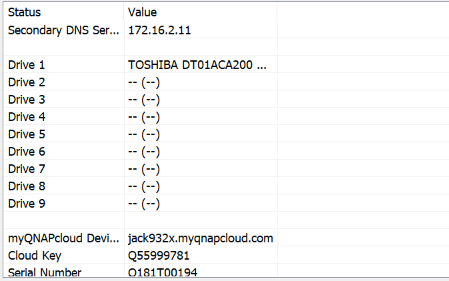 Status Value
Secondary DNS Ser... 172.16.2.11
Drive 1 TOSHIBA DT01ACA200 ...
Drive 2 -- (--)
Drive 3 -- (--)
Drive 4 -- (--)
Drive 5 -- (--)
Drive 6 -- (--)
Drive 7 -- (--)
Drive 8 -- (--)
Drive 9 -- (--)
myQNAPcloud Devi... jack932x.myqnapcloud.com
Cloud Key Q55999781
Serial Number Q181T00194